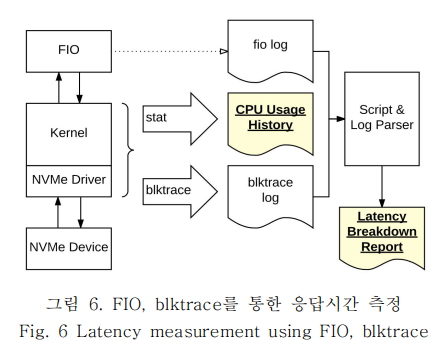 FIO
fio log
Kernel
stat
CPU Usage
History
Script &
Log Parser
NVMe Driver
blktrace
blktrace
log
NVMe Device
Latency
Breakdown
Report
그림 6. FIO, blktrace를 통한 응답시간 측정
Fig. 6 Latency measurement using FIO, blktrace